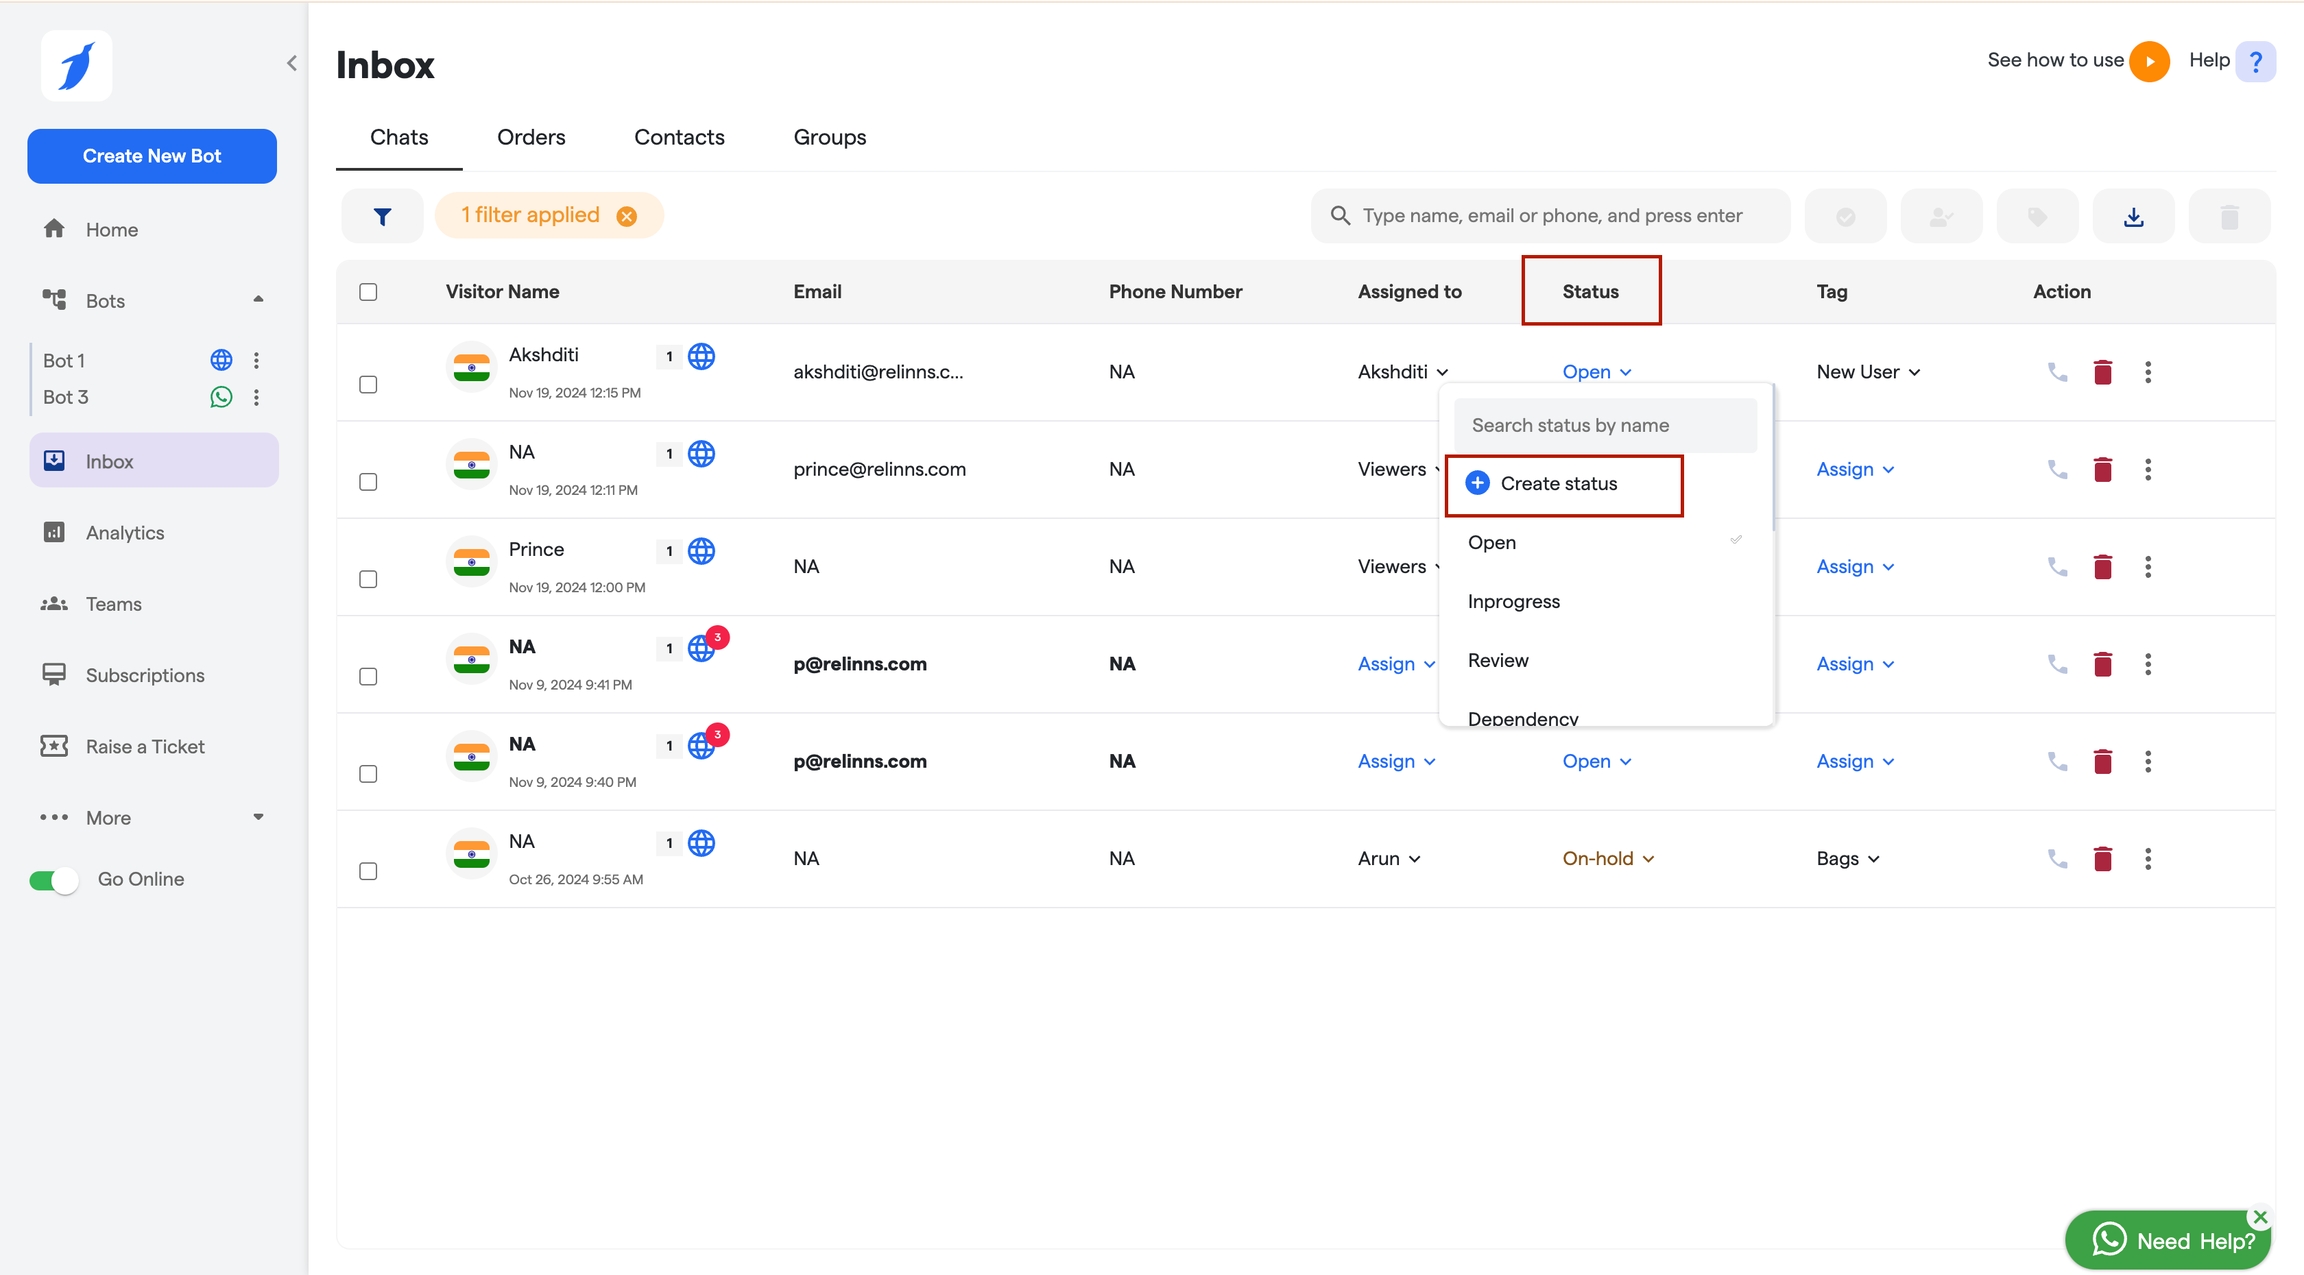 Inbox
See how to use
Help ?
Create New Bot
Chats Orders Contacts Groups
1 filter applied
Type name, email or phone, and press enter
Home
Bots
Bot 1
Bot 3
Inbox
Analytics
Teams
Subscriptions
Raise a Ticket
More
Go Online
Visitor Name Email Phone Number Assigned to Status Tag Action
Akshditi 1 akshditi@relinns.c... NA Akshditi Open New User
Nov 19, 2024 12:15 PM
NA 1 prince@relinns.com NA Viewers Assign
Nov 19, 2024 12:11 PM
Prince 1 NA NA Viewers Assign
Nov 19, 2024 12:00 PM
NA 1 3 p@relinns.com NA Assign Assign
Nov 9, 2024 9:41 PM
NA 1 3 p@relinns.com NA Assign Open Assign
Nov 9, 2024 9:40 PM
NA 1 NA NA Arun On-hold Bags
Oct 26, 2024 9:55 AM
Search status by name
Create status
Open
Inprogress
Review
Dependency
Need Help?